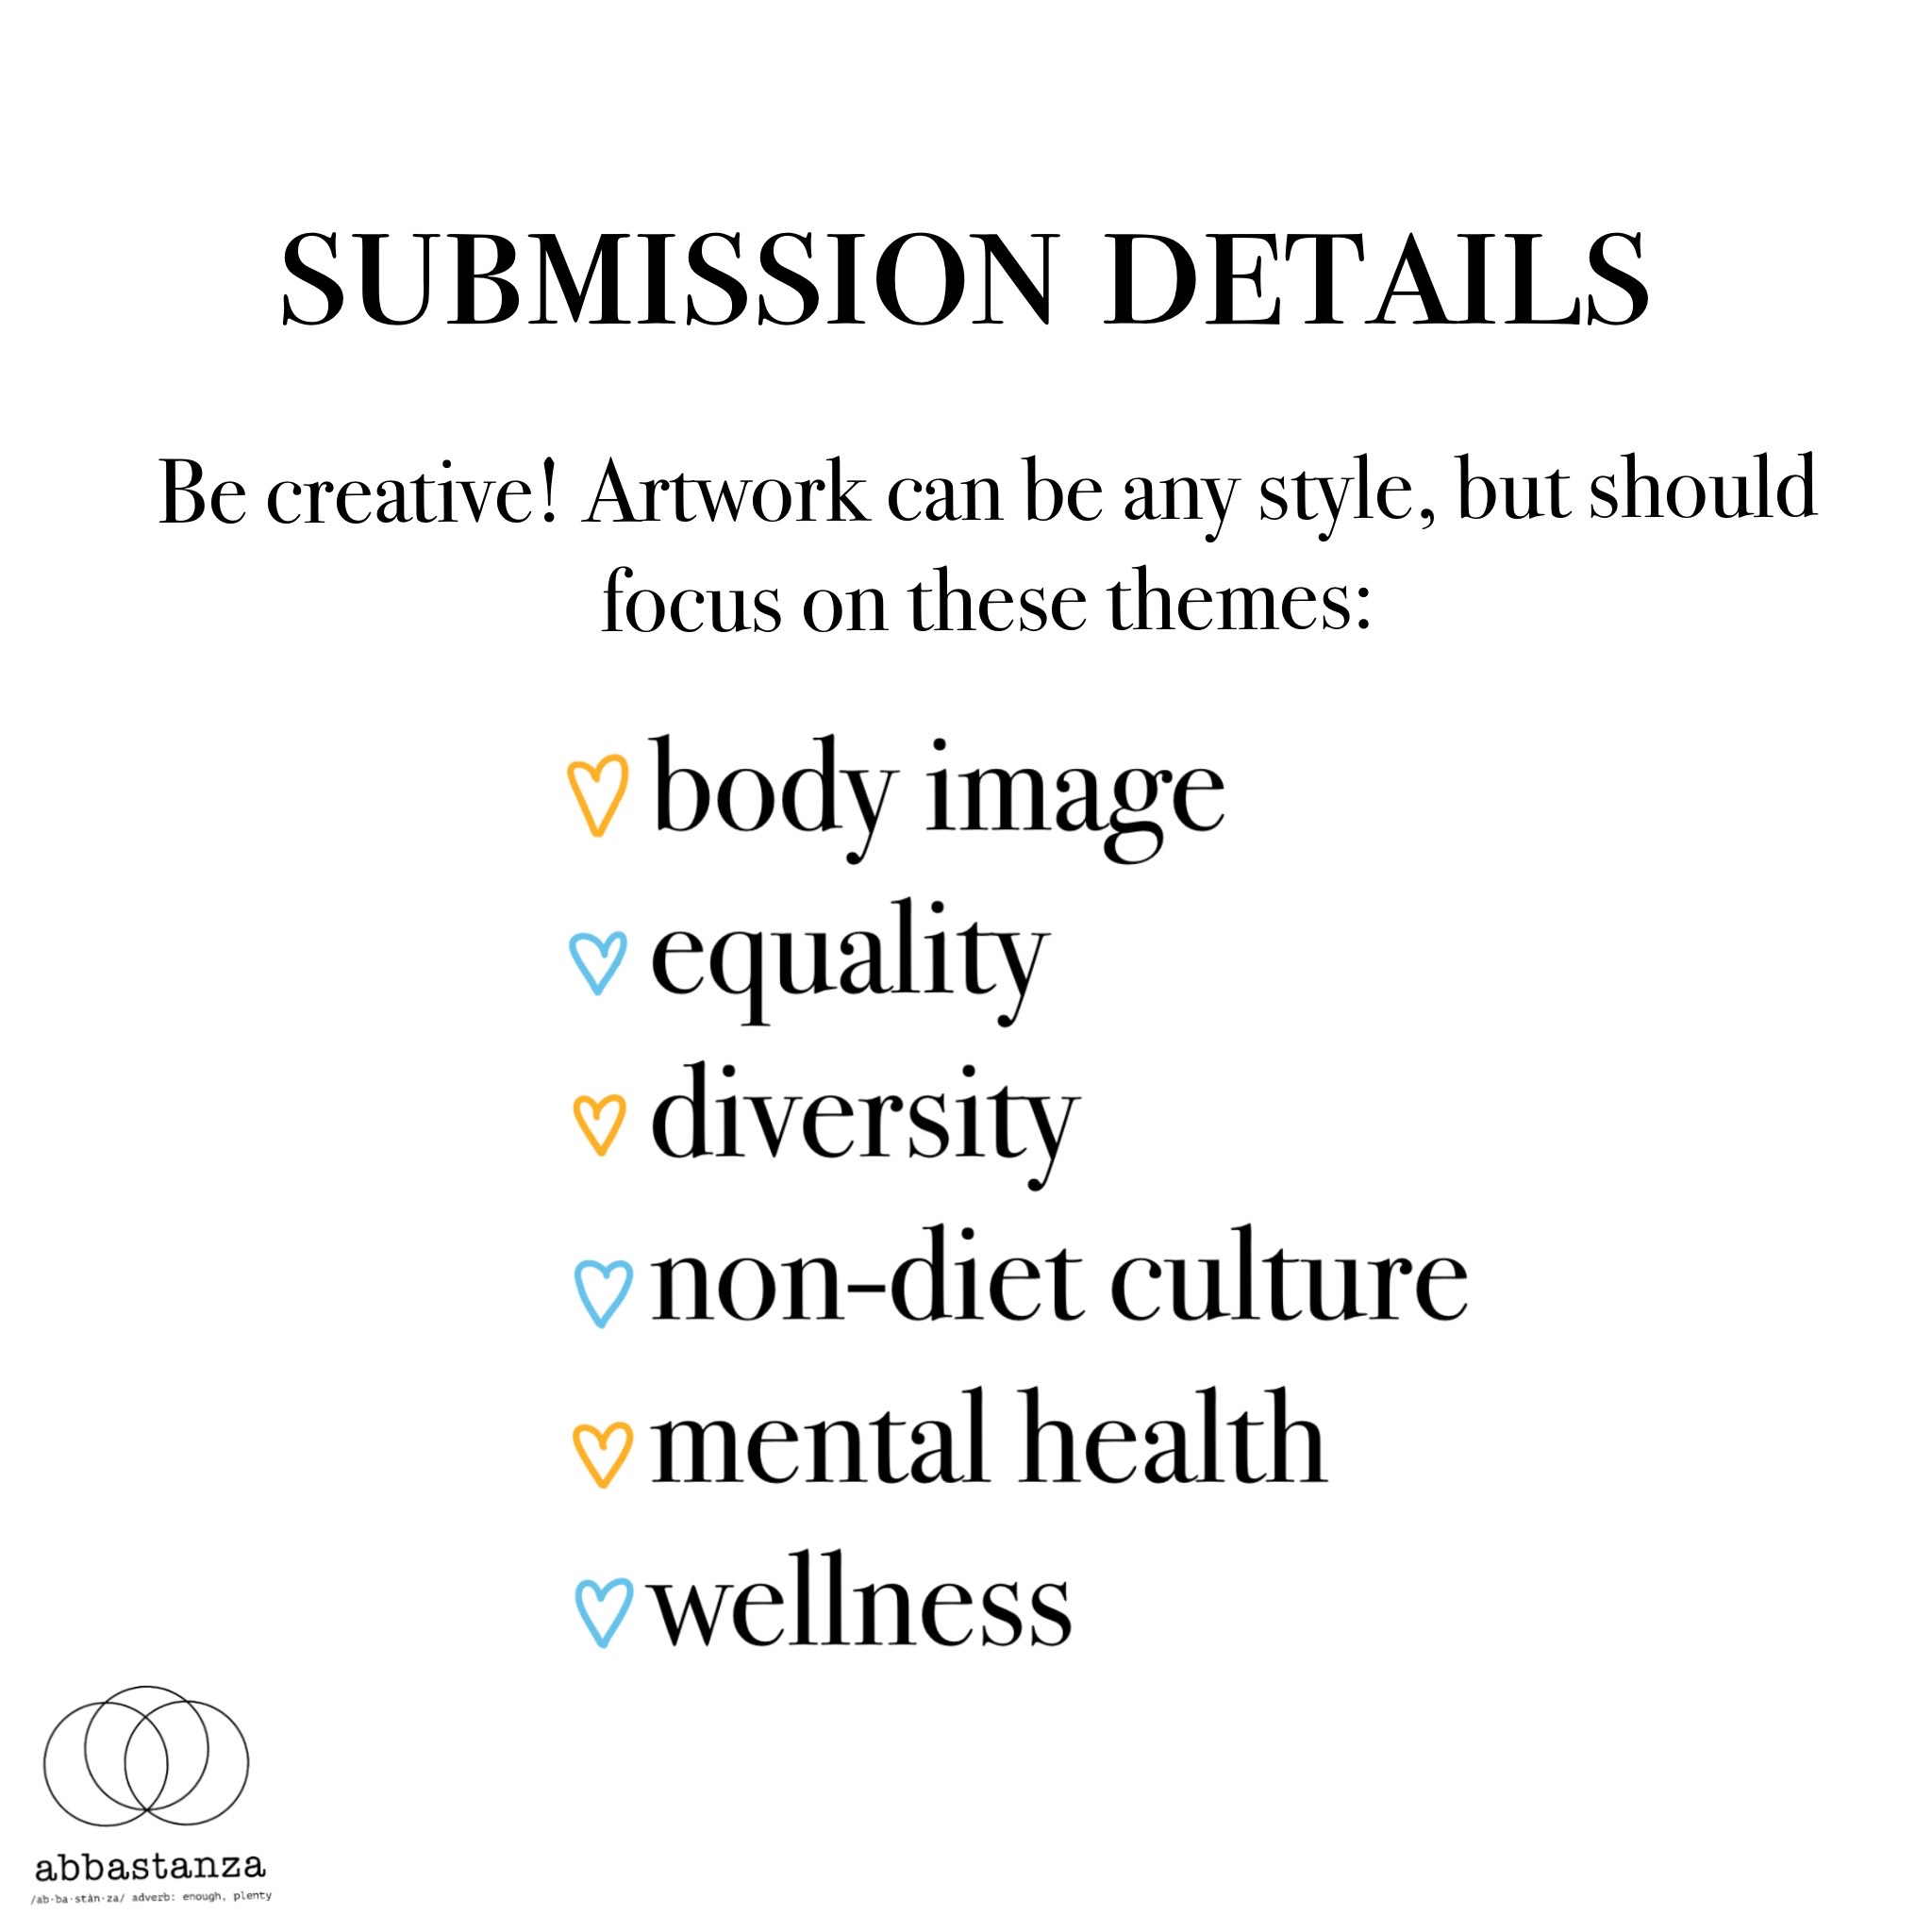 SUBMISSION DETAILS
Be creative! Artwork can be any style, but should
focus on these themes:
body image
equality
diversity
non-diet culture
mental health
wellness
abbastanza
/ab·ba·stàn·za/ adverb: enough, plenty